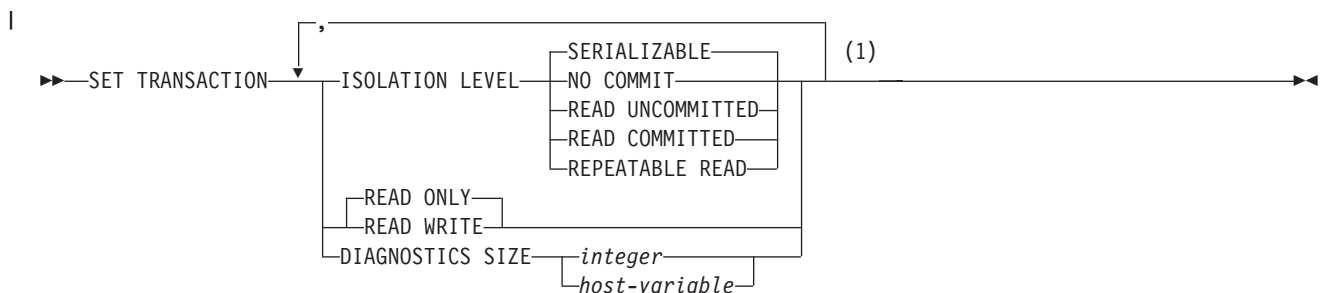 ,
SERIALIZABLE (1)
SET TRANSACTION ISOLATION LEVEL NO COMMIT
READ UNCOMMITTED
READ COMMITTED
REPEATABLE READ
READ ONLY
READ WRITE
DIAGNOSTICS SIZE integer
host-variable